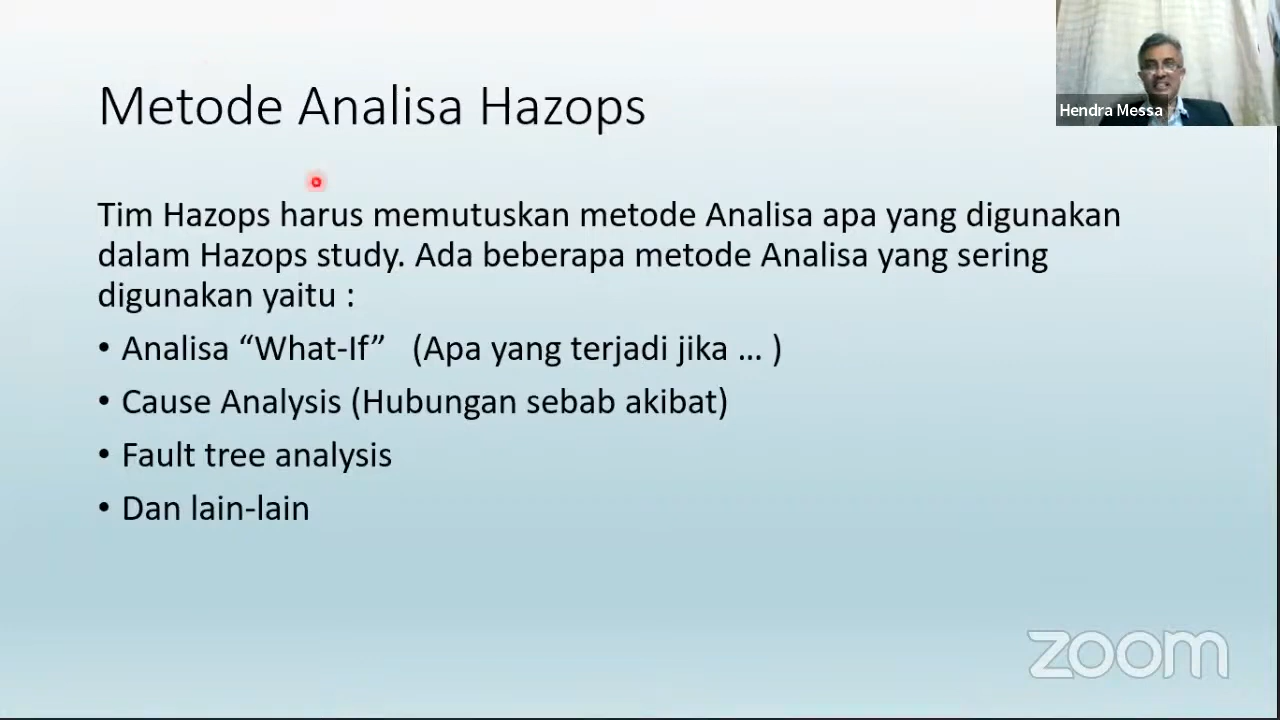 Metode Analisa Hazops
Hendra Messa
Tim Hazops harus memutuskan metode Analisa apa yang digunakan
dalam Hazops study. Ada beberapa metode Analisa yang sering
digunakan yaitu :
• Analisa “What-If”   (Apa yang terjadi jika … )
• Cause Analysis (Hubungan sebab akibat)
• Fault tree analysis
• Dan lain-lain
zoom